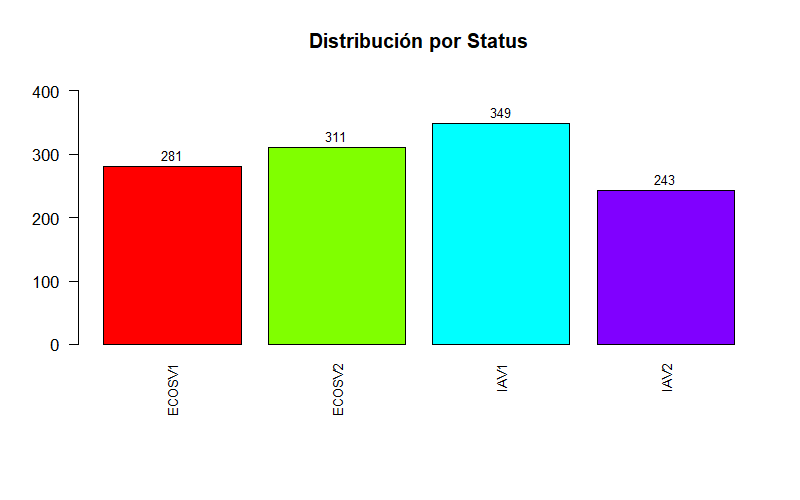 Distribución por Status
400
300
200
100
0
281
311
349
243
ECOSV1
ECOSV2
IAV1
IAV2